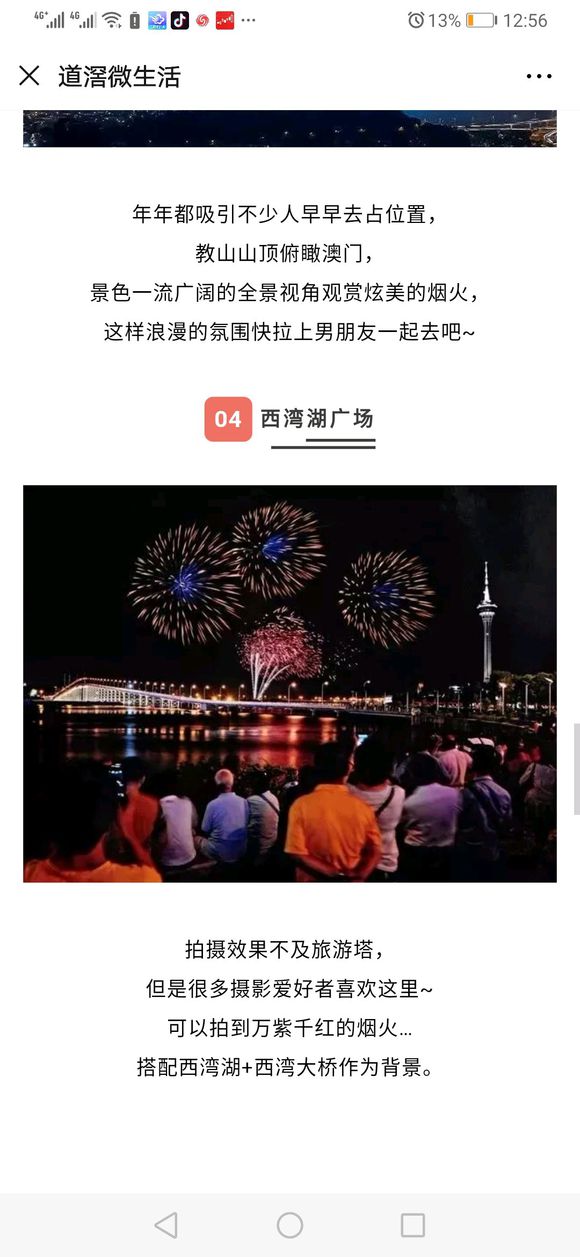 4G+ 4G 13% 12:56
道滘微生活
年年都吸引不少人早早去占位置，
教山山顶俯瞰澳门，
景色一流广阔的全景视角观赏炫美的烟火，
这样浪漫的氛围快拉上男朋友一起去吧~
04 西湾湖广场
拍摄效果不及旅游塔，
但是很多摄影爱好者喜欢这里~
可以拍到万紫千红的烟火...
搭配西湾湖+西湾大桥作为背景。